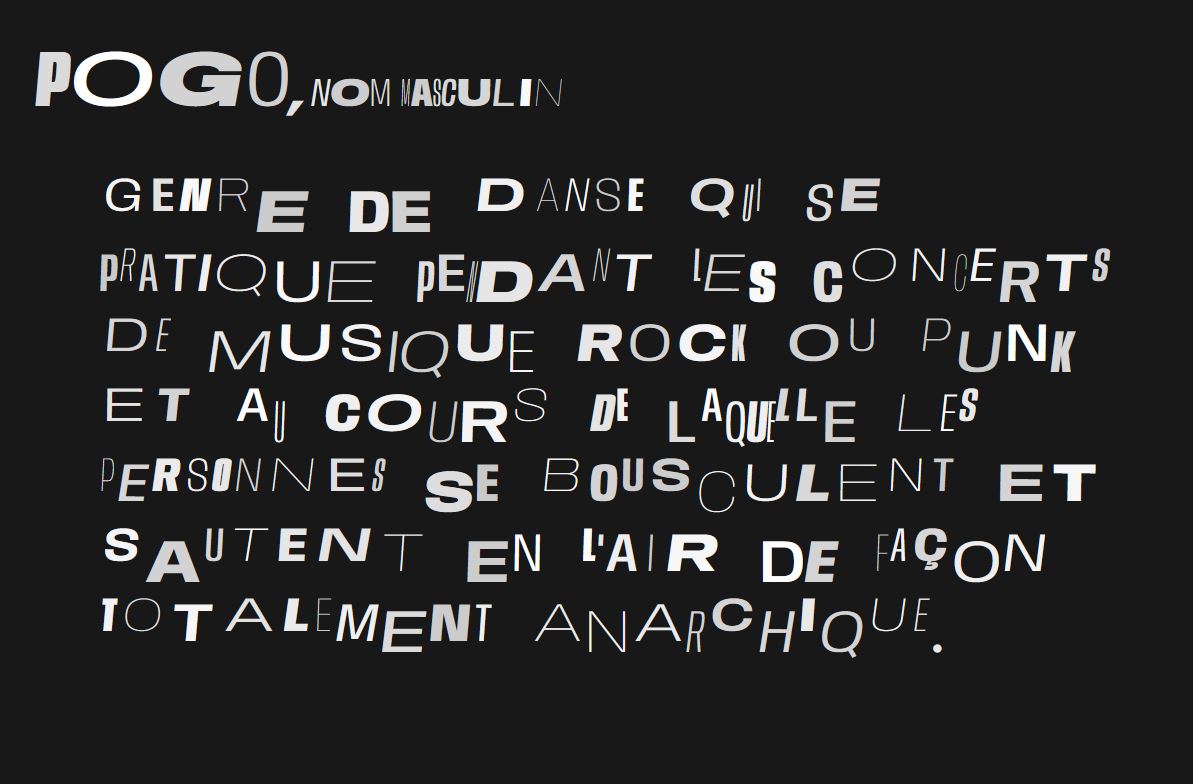 POGO, NOM MASCULIN
GENRE DE DANSE QUI SE
PRATIQUE PENDANT LES CONCERTS
DE MUSIQUE ROCK OU PUNK
ET AU COURS DE LAQUELLE LES
PERSONNES SE BOUSCULENT ET
SAUTENT EN L'AIR DE FAÇON
TOTALEMENT ANARCHIQUE.